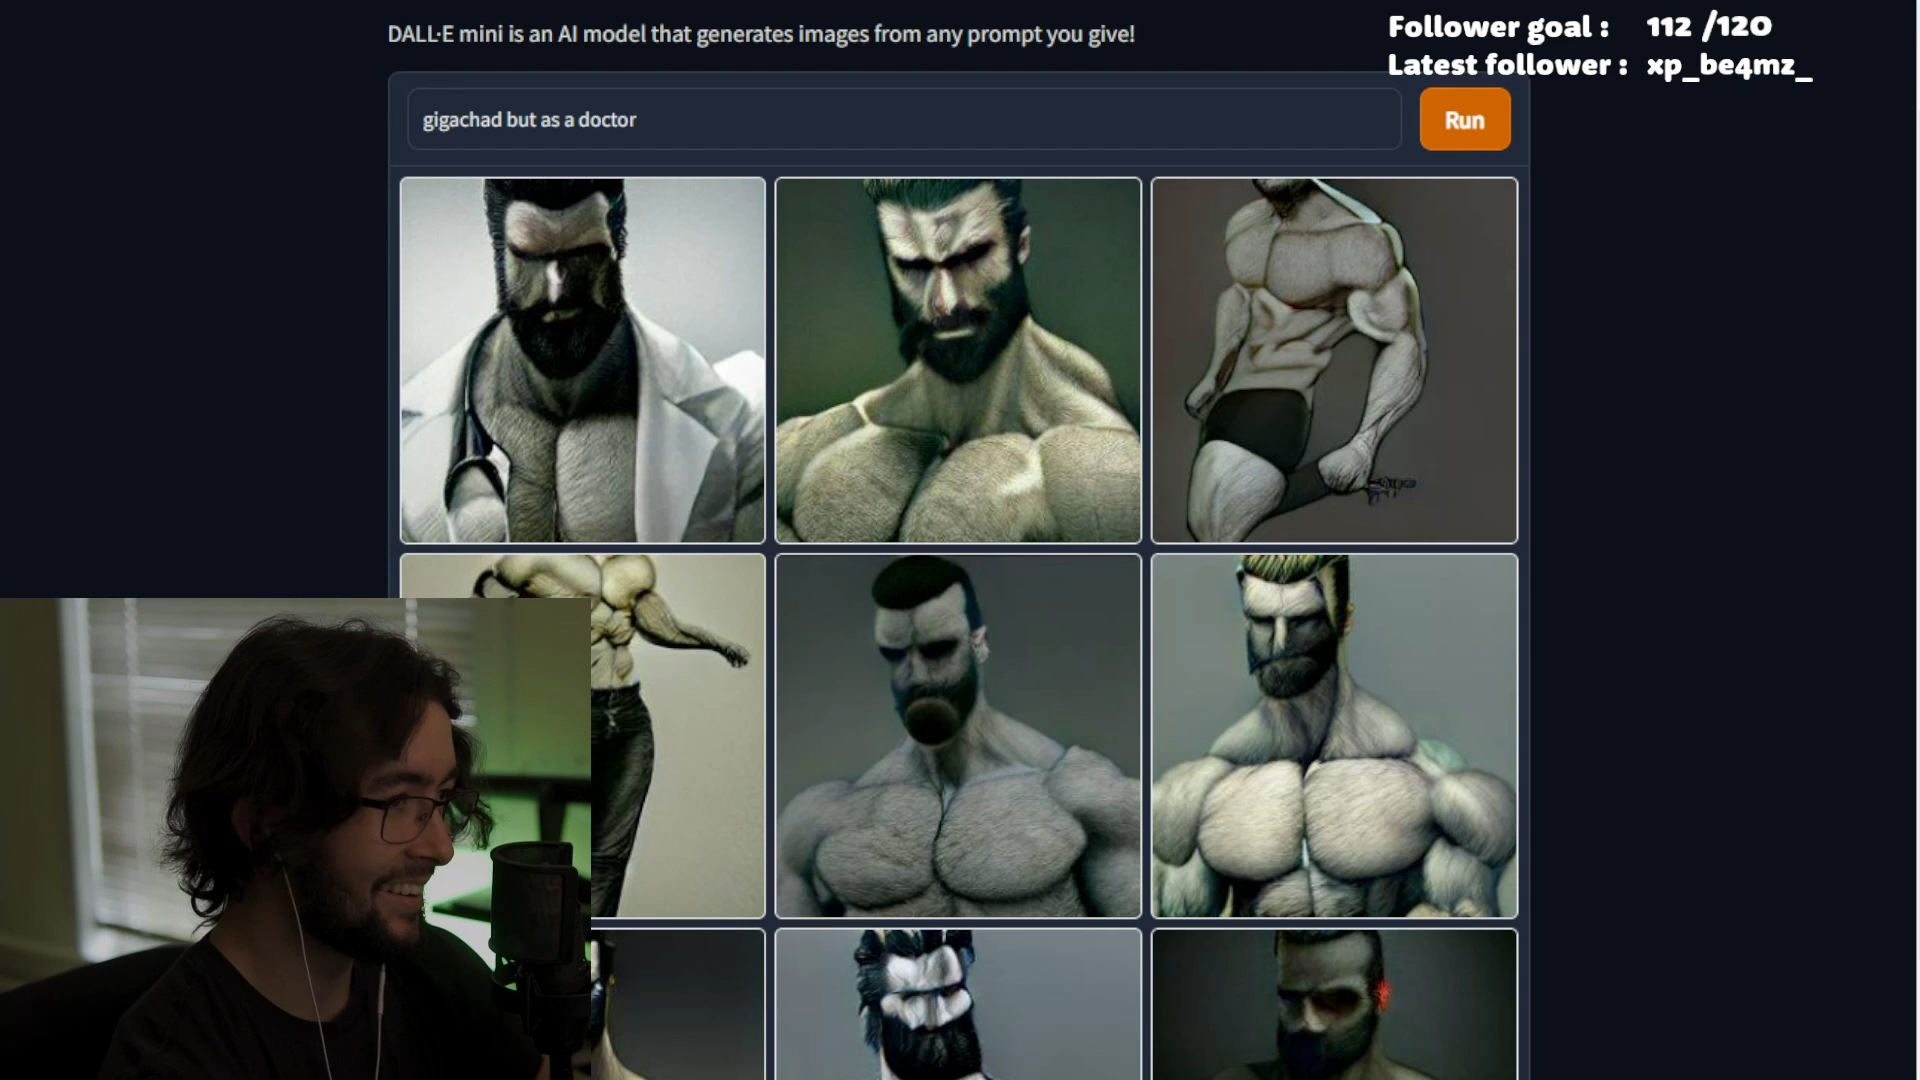 DALL·E mini is an AI model that generates images from any prompt you give!
Follower goal : 112 /120
Latest follower : xp_be4mz_
gigachad but as a doctor
Run